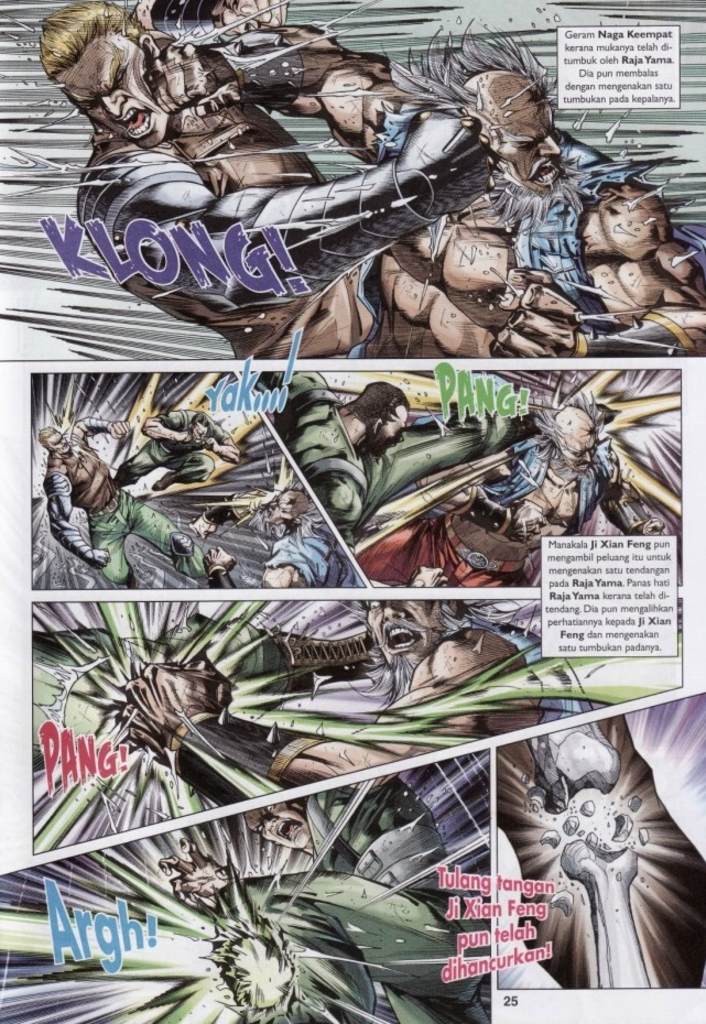 Geram Naga Keempat
kerana mukanya telah di-
tumbuk oleh Raja Yama.
Dia pun membalas
dengan mengenakan satu
tumbukan pada kepalanya.
KLONG!
Yakiiii!
PANG!
Manakala Ji Xian Feng pun
mengambil peluang itu untuk
mengenakan satu tendangan
pada Raja Yama. Panas hati
Raja Yama kerana telah di-
tendang. Dia pun mengalihkan
perhatiannya kepada Ji Xian
Feng dan mengenakan
satu tumbukan padanya.
PANG!
Argh!
Tulang tangan
Ji Xian Feng
pun telah
dihancurkan!
25